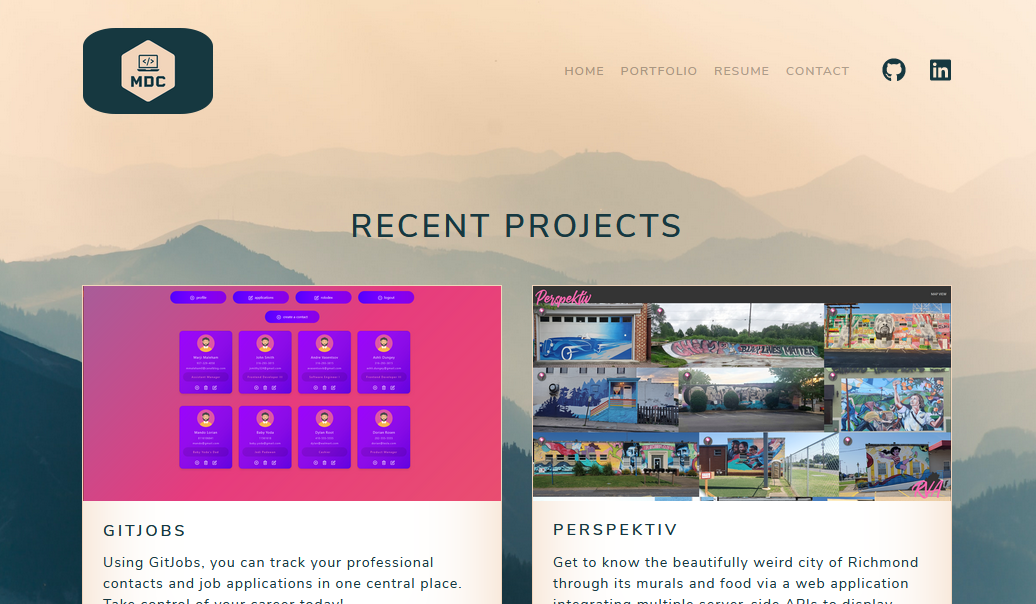 MDC
HOME PORTFOLIO RESUME CONTACT
in
RECENT PROJECTS
profile applications logout
create a contact
Perspektiv
MAP VIEW
RVA
GITJOBS
Using GitJobs, you can track your professional
contacts and job applications in one central place.
Take control of your career today!
PERSPEKTIV
Get to know the beautifully weird city of Richmond
through its murals and food via a web application
integrating multiple server-side APIs to display